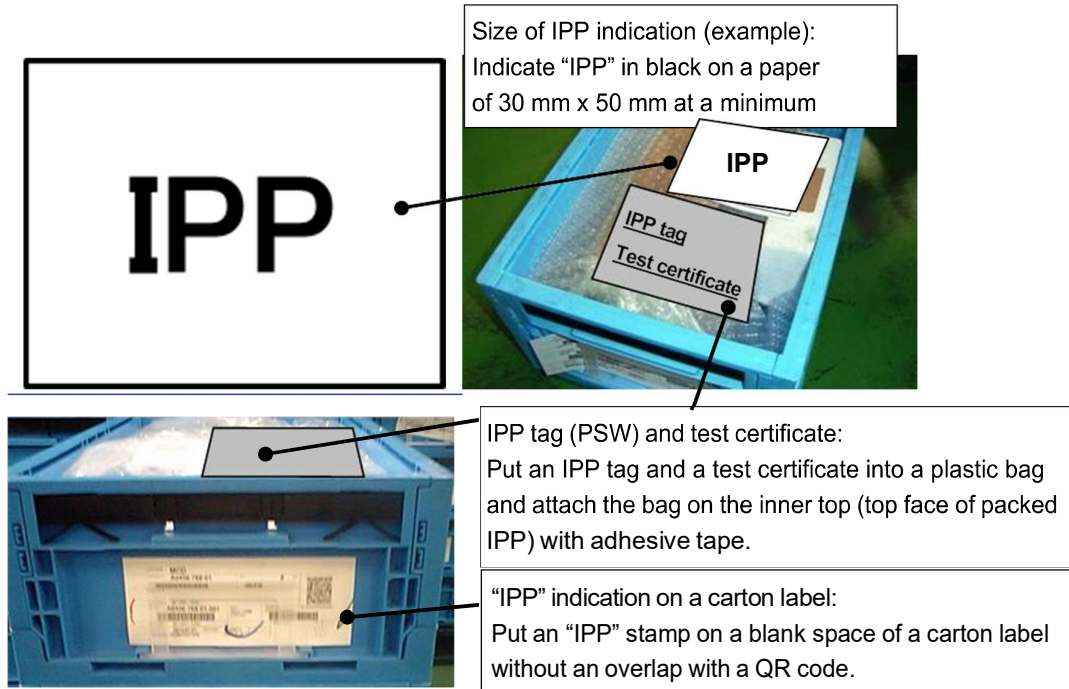 Size of IPP indication (example):
Indicate “IPP” in black on a paper
of 30 mm x 50 mm at a minimum
IPP
IPP
IPP tag
Test certificate
IPP tag (PSW) and test certificate:
Put an IPP tag and a test certificate into a plastic bag
and attach the bag on the inner top (top face of packed
IPP) with adhesive tape.
MCG
“IPP” indication on a carton label:
Put an “IPP” stamp on a blank space of a carton label
without an overlap with a QR code.